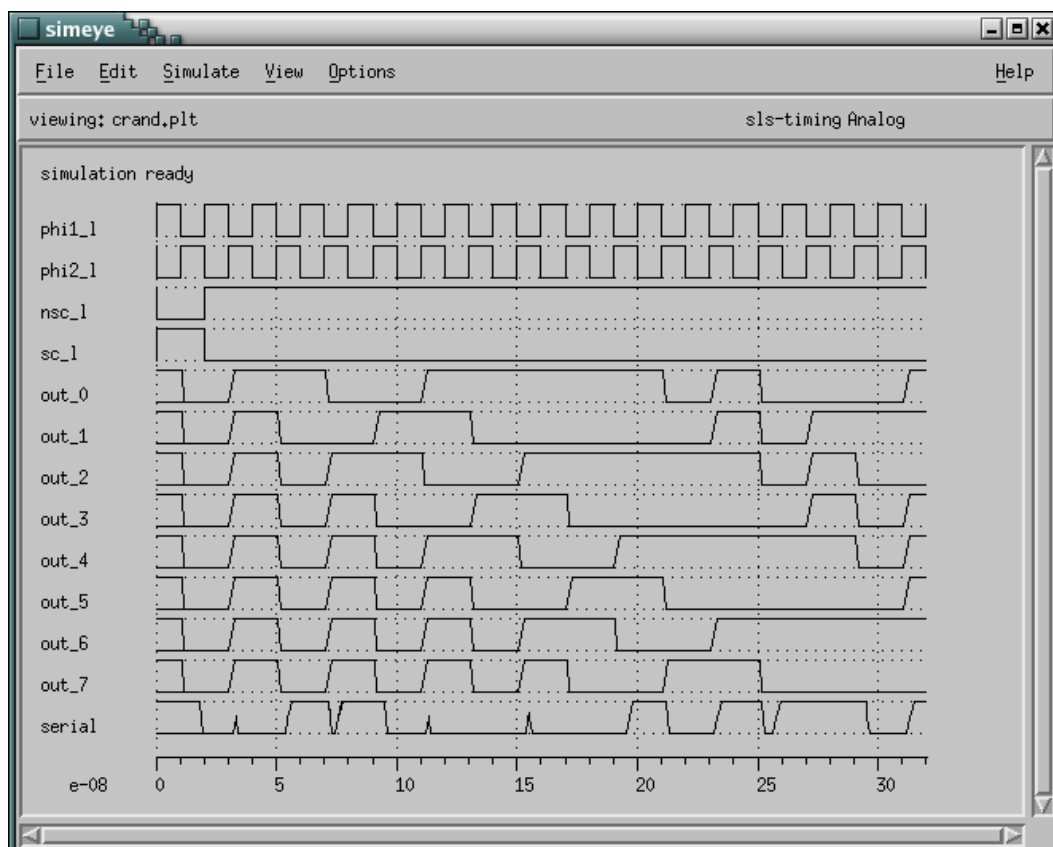 simeye
File Edit Simulate View Options Help
viewing: crand.plt sls-timing Analog
simulation ready
phi1_l
phi2_l
nsc_l
sc_l
out_0
out_1
out_2
out_3
out_4
out_5
out_6
out_7
serial
e-08 0 5 10 15 20 25 30